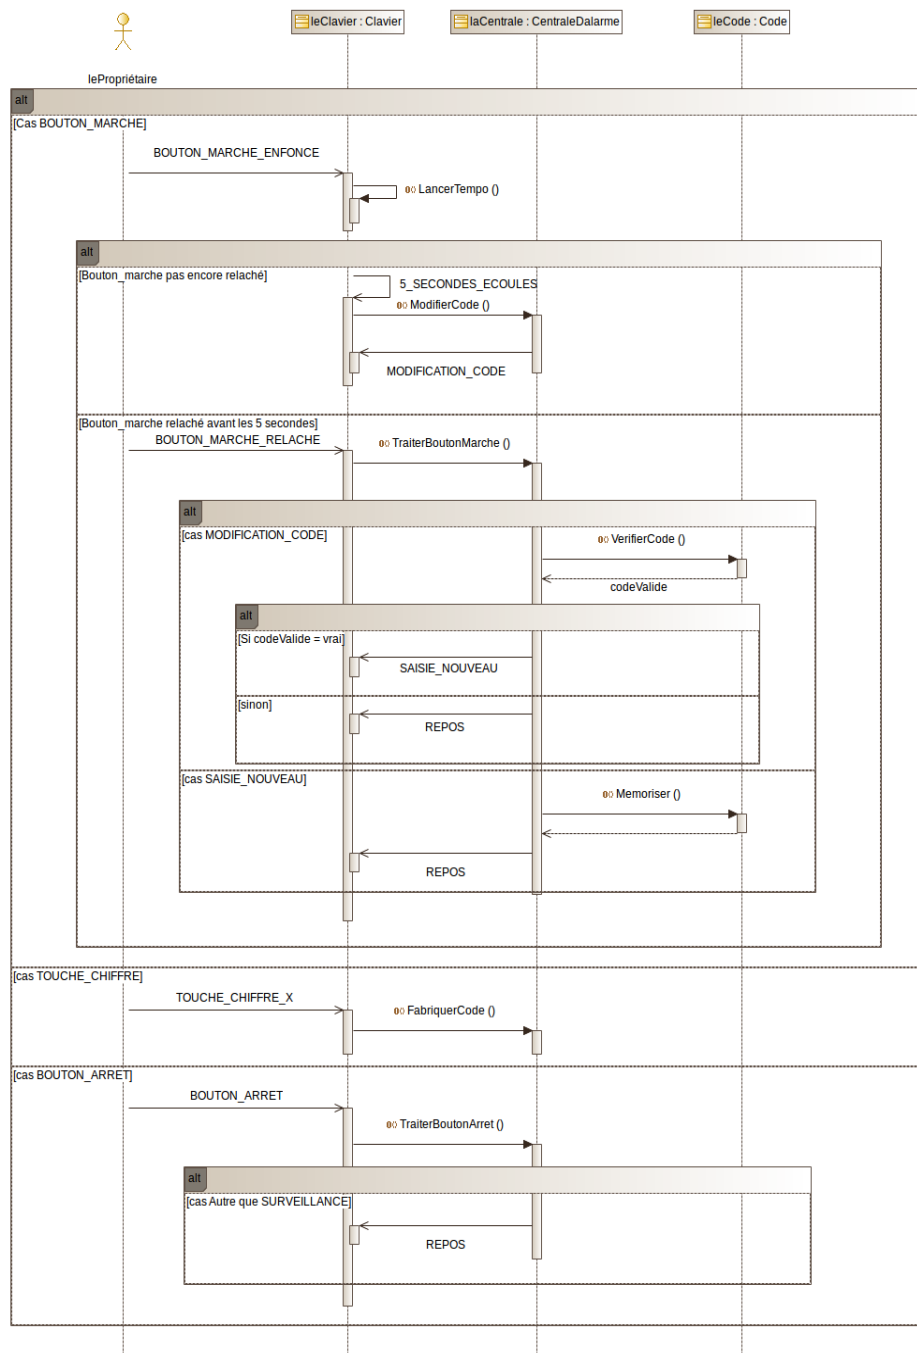 leClavier : Clavier
laCentrale : CentraleDalarme
leCode : Code
lePropriétaire
alt
[Cas BOUTON_MARCHE]
BOUTON_MARCHE_ENFONCE
LancerTempo ()
alt
[Bouton_marche pas encore relaché]
5_SECONDES_ECOULES
ModifierCode ()
MODIFICATION_CODE
[Bouton_marche relaché avant les 5 secondes]
BOUTON_MARCHE_RELACHE
TraiterBoutonMarche ()
alt
[cas MODIFICATION_CODE]
VerifierCode ()
codeValide
alt
[Si codeValide = vrai]
SAISIE_NOUVEAU
[sinon]
REPOS
[cas SAISIE_NOUVEAU]
Memoriser ()
REPOS
[cas TOUCHE_CHIFFRE]
TOUCHE_CHIFFRE_X
FabriquerCode ()
[cas BOUTON_ARRET]
BOUTON_ARRET
TraiterBoutonArret ()
alt
[cas Autre que SURVEILLANCE]
REPOS